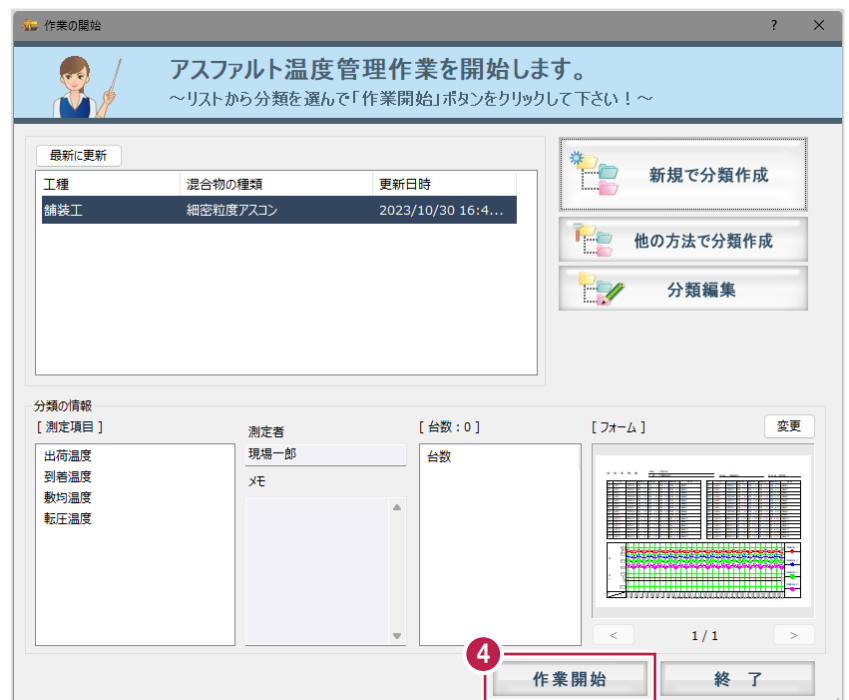 作業の開始
?
×
アスファルト温度管理作業を開始します。
～リストから分類を選んで「作業開始」ボタンをクリックして下さい！～
最新に更新
工種 混合物の種類 更新日時
舗装工 細密粒度アスコン 2023/10/30 16:4...
新規で分類作成
他の方法で分類作成
分類編集
分類の情報
[ 測定項目 ]
出荷温度
到着温度
敷均温度
転圧温度
測定者
現場一郎
メモ
[ 台数 : 0 ]
台数
[ フォーム ]
変更
< 1 / 1 >
4
作業開始
終 了